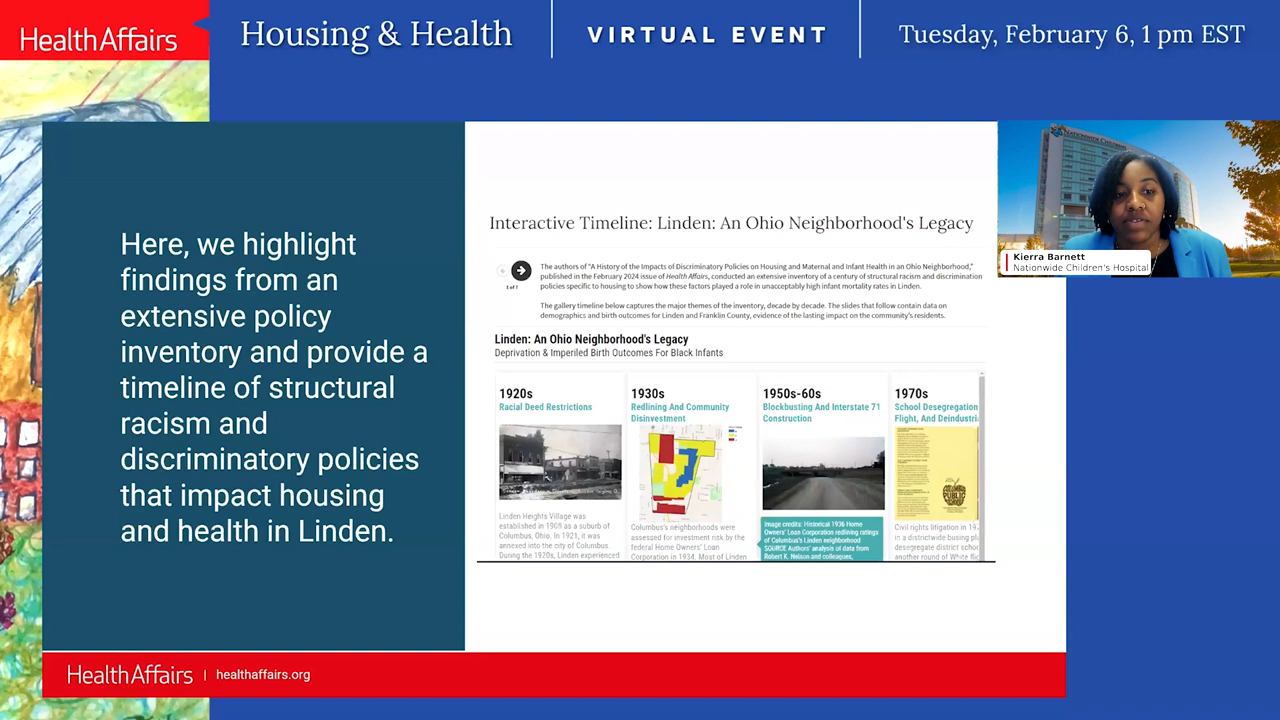 HealthAffairs
Housing & Health
VIRTUAL EVENT
Tuesday, February 6, 1 pm EST
NATIONWIDE CHILDREN'S
Kierra Barnett
Nationwide Children's Hospital
Here, we highlight
findings from an
extensive policy
inventory and provide a
timeline of structural
racism and
discriminatory policies
that impact housing
and health in Linden.
Interactive Timeline: Linden: An Ohio Neighborhood's Legacy
1 of 7
The authors of "A History of the Impacts of Discriminatory Policies on Housing and Maternal and Infant Health in an Ohio Neighborhood,"
published in the February 2024 issue of Health Affairs, conducted an extensive inventory of a century of structural racism and discrimination
policies specific to housing to show how these factors played a role in unacceptably high infant mortality rates in Linden.
The gallery timeline below captures the major themes of the inventory, decade by decade. The slides that follow contain data on
demographics and birth outcomes for Linden and Franklin County, evidence of the lasting impact on the community's residents.
Linden: An Ohio Neighborhood's Legacy
Deprivation & Imperiled Birth Outcomes For Black Infants
1920s
Racial Deed Restrictions
Linden Heights Village was
established in 1908 as a suburb of
Columbus, Ohio. In 1921, it was
annexed into the city of Columbus.
During the 1920s, Linden experienced
1930s
Redlining And Community
Disinvestment
Columbus's neighborhoods were
assessed for investment risk by the
federal Home Owners' Loan
Corporation in 1934. Most of Linden
1950s-60s
Blockbusting And Interstate 71
Construction
Image credits: Historical 1936 Home
Owners' Loan Corporation redlining ratings
of Columbus's Linden neighborhood
SOURCE Authors' analysis of data from
Robert K. Nelson and colleagues,
1970s
School Desegregation
Flight, And Deindustri
COLUMBUS
PUBLIC
Civil rights litigation in 197
in a districtwide busing pla
desegregate district schoo
another round of White flig
HealthAffairs | healthaffairs.org